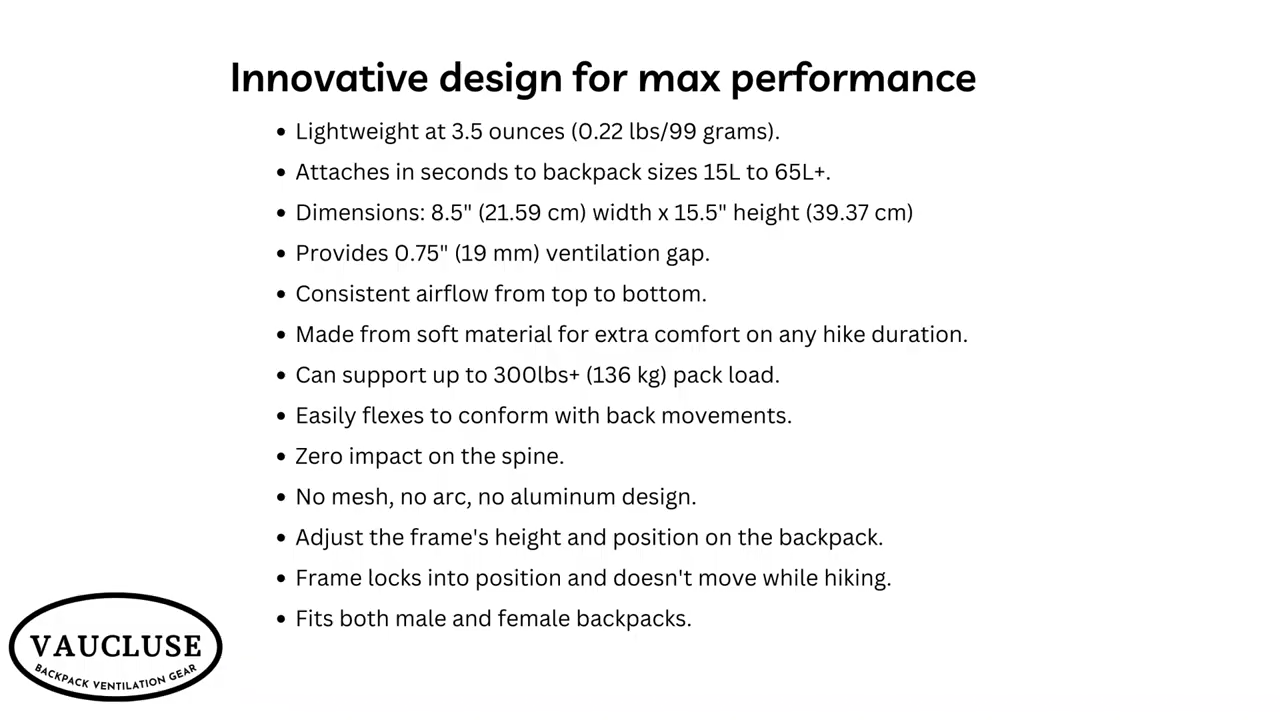 Innovative design for max performance
• Lightweight at 3.5 ounces (0.22 lbs/99 grams).
• Attaches in seconds to backpack sizes 15L to 65L+.
• Dimensions: 8.5" (21.59 cm) width x 15.5" height (39.37 cm)
• Provides 0.75" (19 mm) ventilation gap.
• Consistent airflow from top to bottom.
• Made from soft material for extra comfort on any hike duration.
• Can support up to 300lbs+ (136 kg) pack load.
• Easily flexes to conform with back movements.
• Zero impact on the spine.
• No mesh, no arc, no aluminum design.
• Adjust the frame's height and position on the backpack.
• Frame locks into position and doesn't move while hiking.
• Fits both male and female backpacks.
VAUCLUSE
BACKPACK VENTILATION GEAR